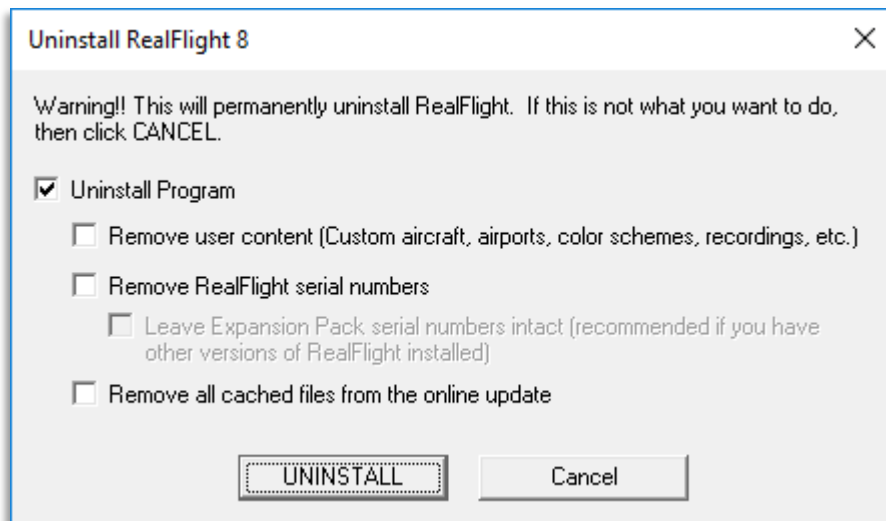 Uninstall RealFlight 8
Warning!! This will permanently uninstall RealFlight. If this is not what you want to do,
then click CANCEL.
Uninstall Program
Remove user content (Custom aircraft, airports, color schemes, recordings, etc.)
Remove RealFlight serial numbers
Leave Expansion Pack serial numbers intact (recommended if you have
other versions of RealFlight installed)
Remove all cached files from the online update
UNINSTALL
Cancel